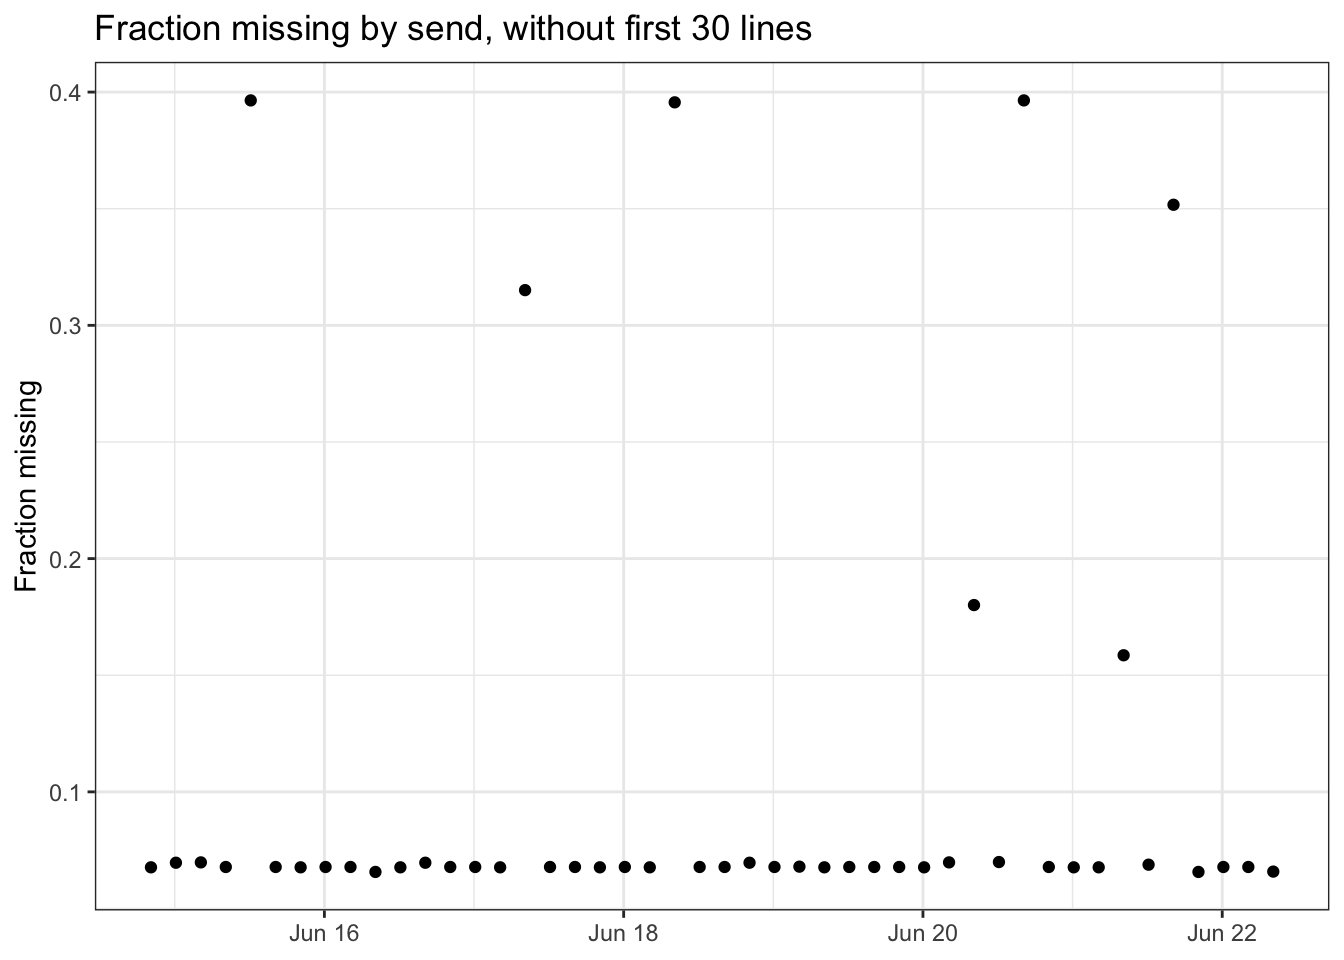 Fraction missing by send, without first 30 lines
0.4
0.3
0.2
0.1
Fraction missing
Jun 16
Jun 18
Jun 20
Jun 22